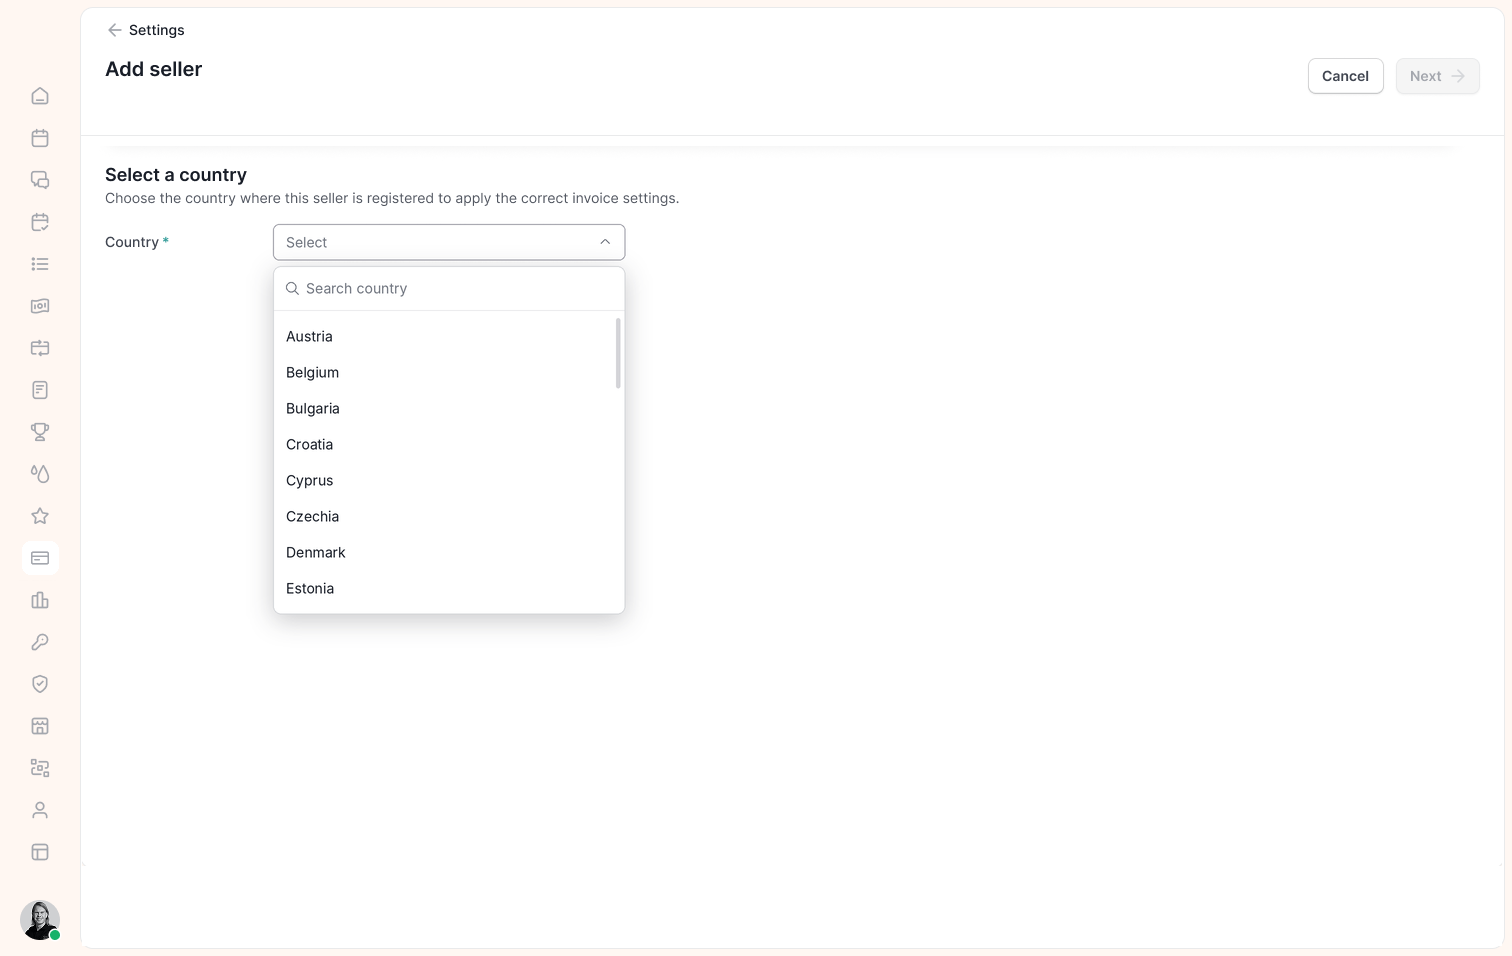 Settings
Add seller
Cancel
Next
Select a country
Choose the country where this seller is registered to apply the correct invoice settings.
Country *
Select
Search country
Austria
Belgium
Bulgaria
Croatia
Cyprus
Czechia
Denmark
Estonia